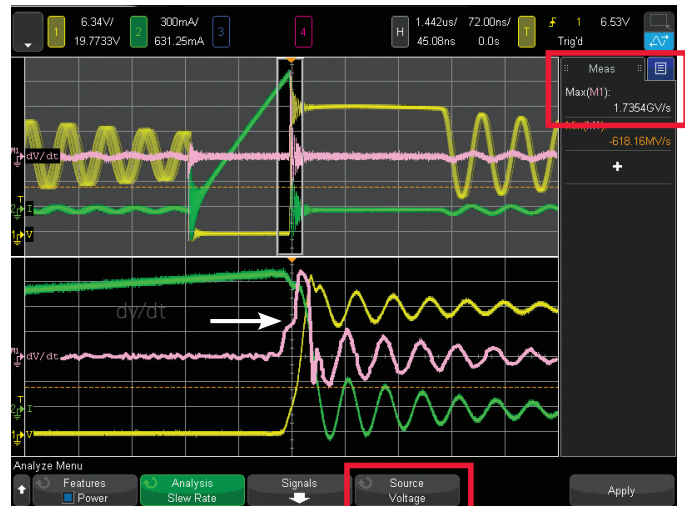 1 6.34V/ 19.7733V 2 300mA/ 631.25mA 3 4 H 1.442us/ 45.08ns 72.00ns/ 0.0s T 1 6.53V Trig'd
Meas
Max(M1):
1.7354GV/s
Min(M1):
-618.16MV/s
+
dV/dt
I
V
dv/dt
dV/dt
I
V
Analyze Menu
Features
Power
Analysis
Slew Rate
Signals
Source
Voltage
Apply